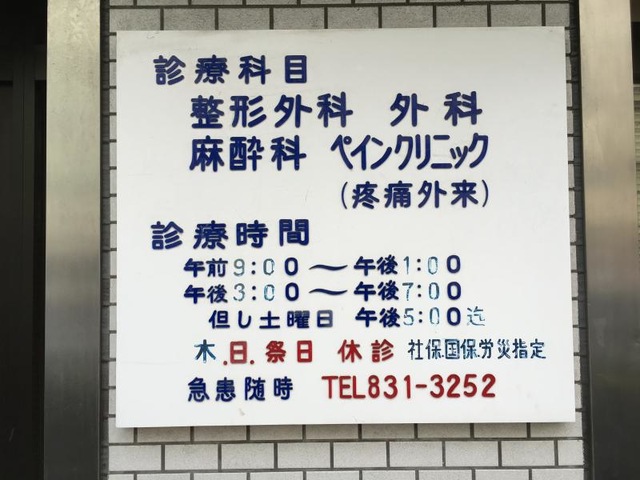 診療科目
整形外科 外科
麻酔科 ペインクリニック
(疼痛外来)
診療時間
午前9:00〜午後1:00
午後3:00〜午後7:00
但し土曜日 午後5:00迄
木.日.祭日 休診 社保国保労災指定
急患随時 TEL831-3252